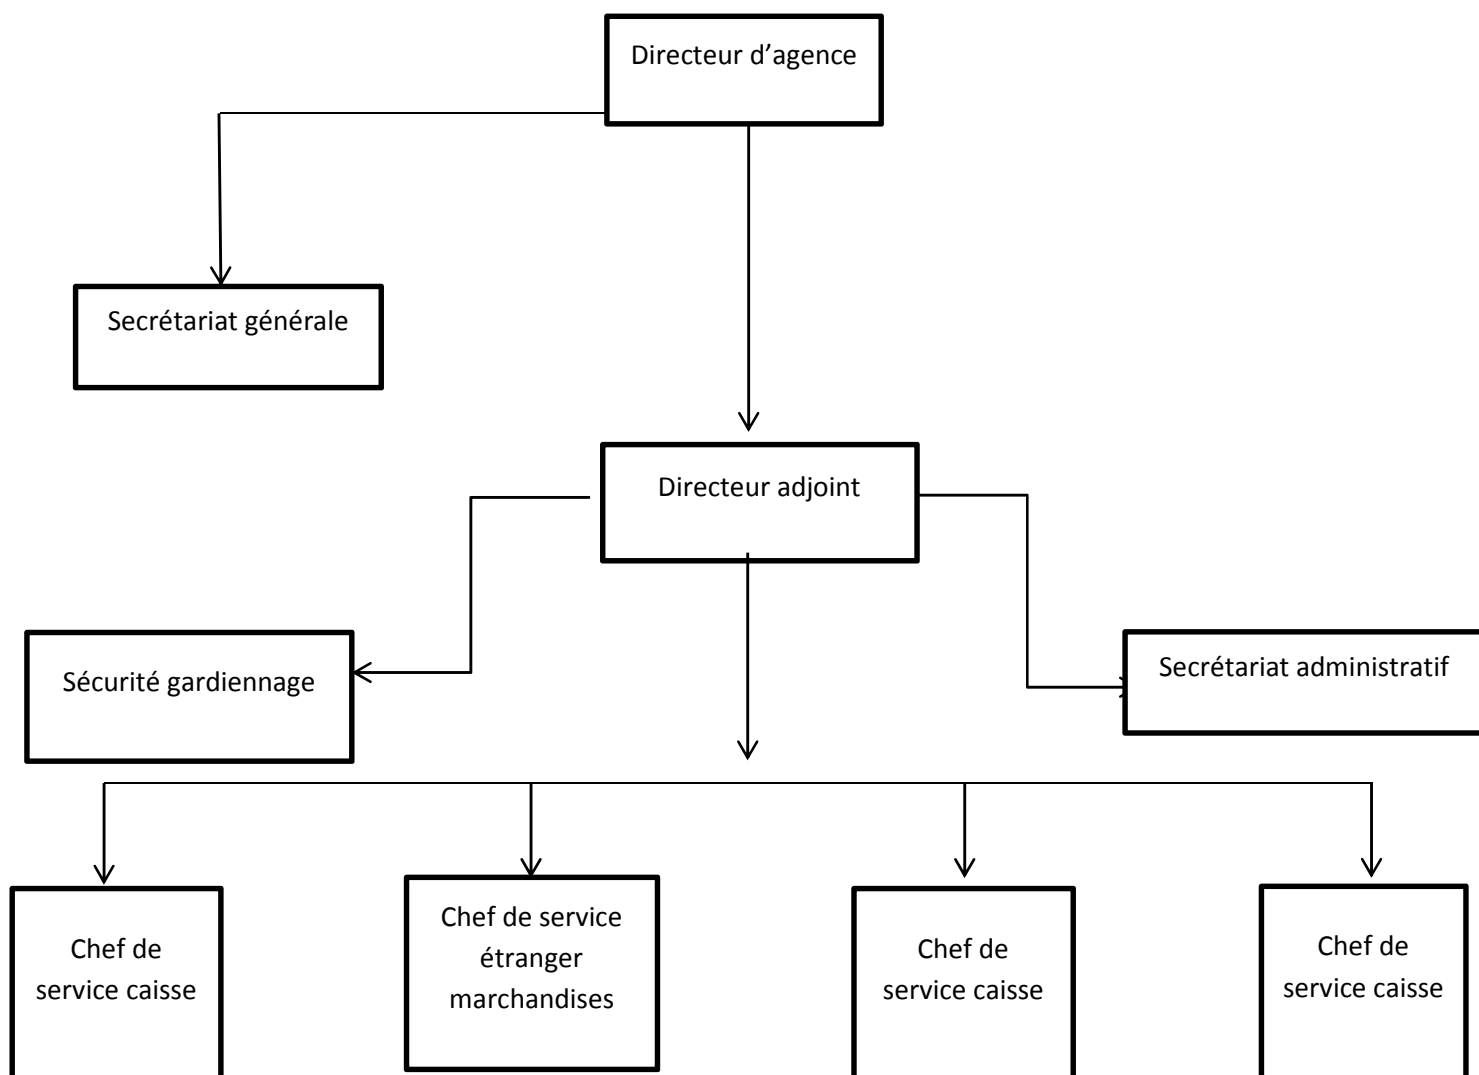 Directeur d’agence
Secrétariat générale
Directeur adjoint
Sécurité gardiennage
Secrétariat administratif
Chef de
service caisse
Chef de service
étranger
marchandises
Chef de
service caisse
Chef de
service caisse